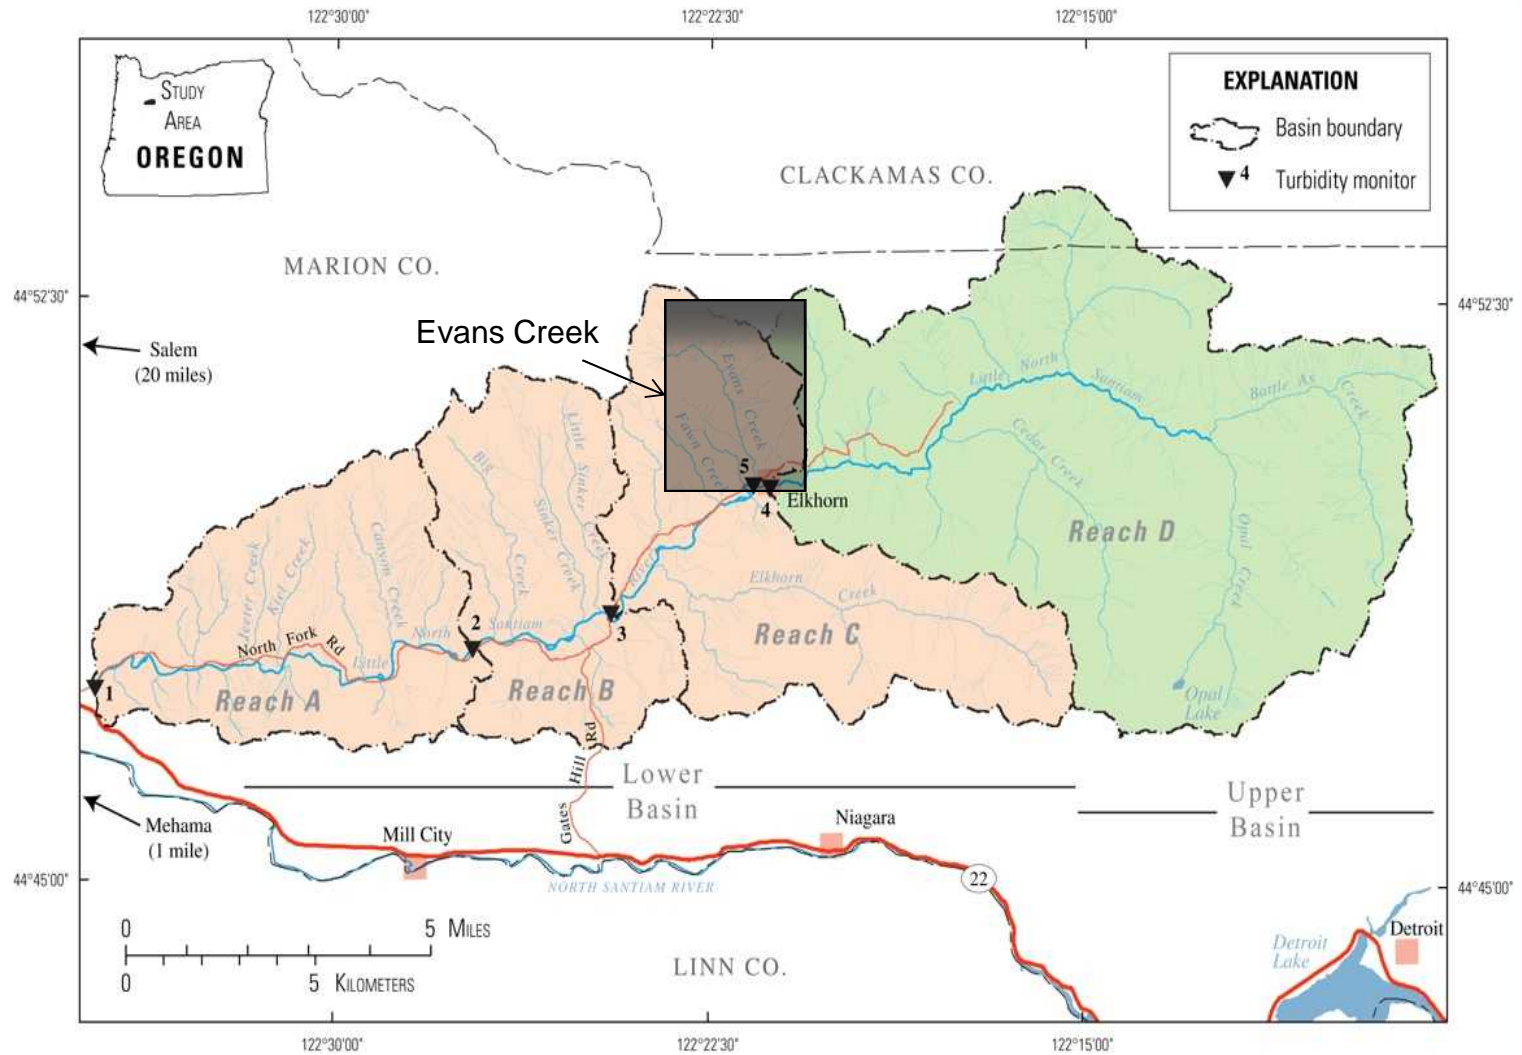 122°30'00"
122°22'30"
122°15'00"
STUDY
AREA
OREGON
EXPLANATION
Basin boundary
4
Turbidity monitor
CLACKAMAS CO.
MARION CO.
44°52'30"
44°52'30"
Evans Creek
Salem
(20 miles)
Evans Creek
Fawn Creek
Little North Santiam
Battle Ax Creek
Cedar Creek
Opal Creek
Little Sinker Creek
Big
Creek
Sinker Creek
5
4
Elkhorn
Reach D
Jeeter Creek
Kiel Creek
Canyon Creek
River
Elkhorn Creek
Reach C
North Fork Rd
Little North Santiam
2
3
1
Reach A
Reach B
Opal
Lake
Gates Hill Rd
Lower
Basin
Upper
Basin
Mehama
(1 mile)
Mill City
Niagara
44°45'00"
44°45'00"
NORTH SANTIAM RIVER
22
0 5 MILES
0 5 KILOMETERS
LINN CO.
Detroit
Lake
Detroit
122°30'00"
122°22'30"
122°15'00"